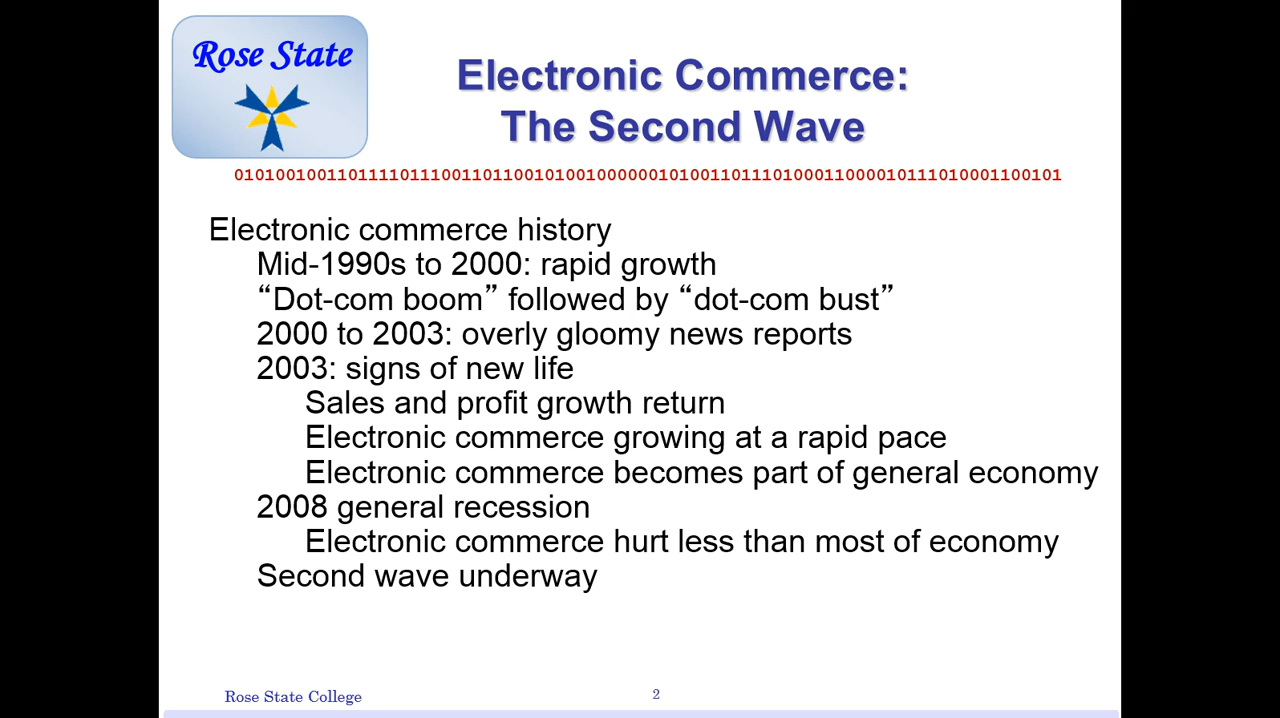 Rose State
Electronic Commerce:
The Second Wave
0101001001101111011100110110010100100000010100110111010001100001011101000110​0101
Electronic commerce history
Mid-1990s to 2000: rapid growth
“Dot-com boom” followed by “dot-com bust”
2000 to 2003: overly gloomy news reports
2003: signs of new life
Sales and profit growth return
Electronic commerce growing at a rapid pace
Electronic commerce becomes part of general economy
2008 general recession
Electronic commerce hurt less than most of economy
Second wave underway
Rose State College
2